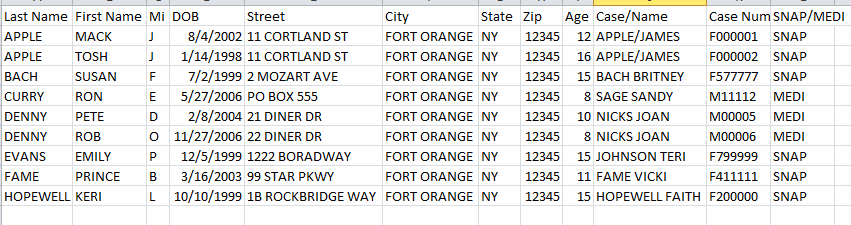 Last Name First Name Mi DOB Street City State Zip Age Case/Name Case Num SNAP/MEDI
APPLE MACK J 8/4/2002 11 CORTLAND ST FORT ORANGE NY 12345 12 APPLE/JAMES F000001 SNAP
APPLE TOSH J 1/14/1998 11 CORTLAND ST FORT ORANGE NY 12345 16 APPLE/JAMES F000002 SNAP
BACH SUSAN F 7/2/1999 2 MOZART AVE FORT ORANGE NY 12345 15 BACH BRITNEY F577777 SNAP
CURRY RON E 5/27/2006 PO BOX 555 FORT ORANGE NY 12345 8 SAGE SANDY M11112 MEDI
DENNY PETE D 2/8/2004 21 DINER DR FORT ORANGE NY 12345 10 NICKS JOAN M00005 MEDI
DENNY ROB O 11/27/2006 22 DINER DR FORT ORANGE NY 12345 8 NICKS JOAN M00006 MEDI
EVANS EMILY P 12/5/1999 1222 BORADWAY FORT ORANGE NY 12345 15 JOHNSON TERI F799999 SNAP
FAME PRINCE B 3/16/2003 99 STAR PKWY FORT ORANGE NY 12345 11 FAME VICKI F411111 SNAP
HOPEWELL KERI L 10/10/1999 1B ROCKBRIDGE WAY FORT ORANGE NY 12345 15 HOPEWELL FAITH F200000 SNAP